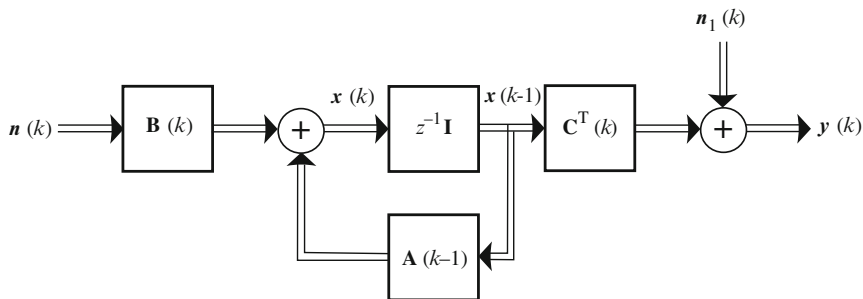 n₁(k)
x(k)
x(k-1)
n(k)
B(k)
+
z⁻¹I
Cᵀ(k)
+
y(k)
A(k–1)